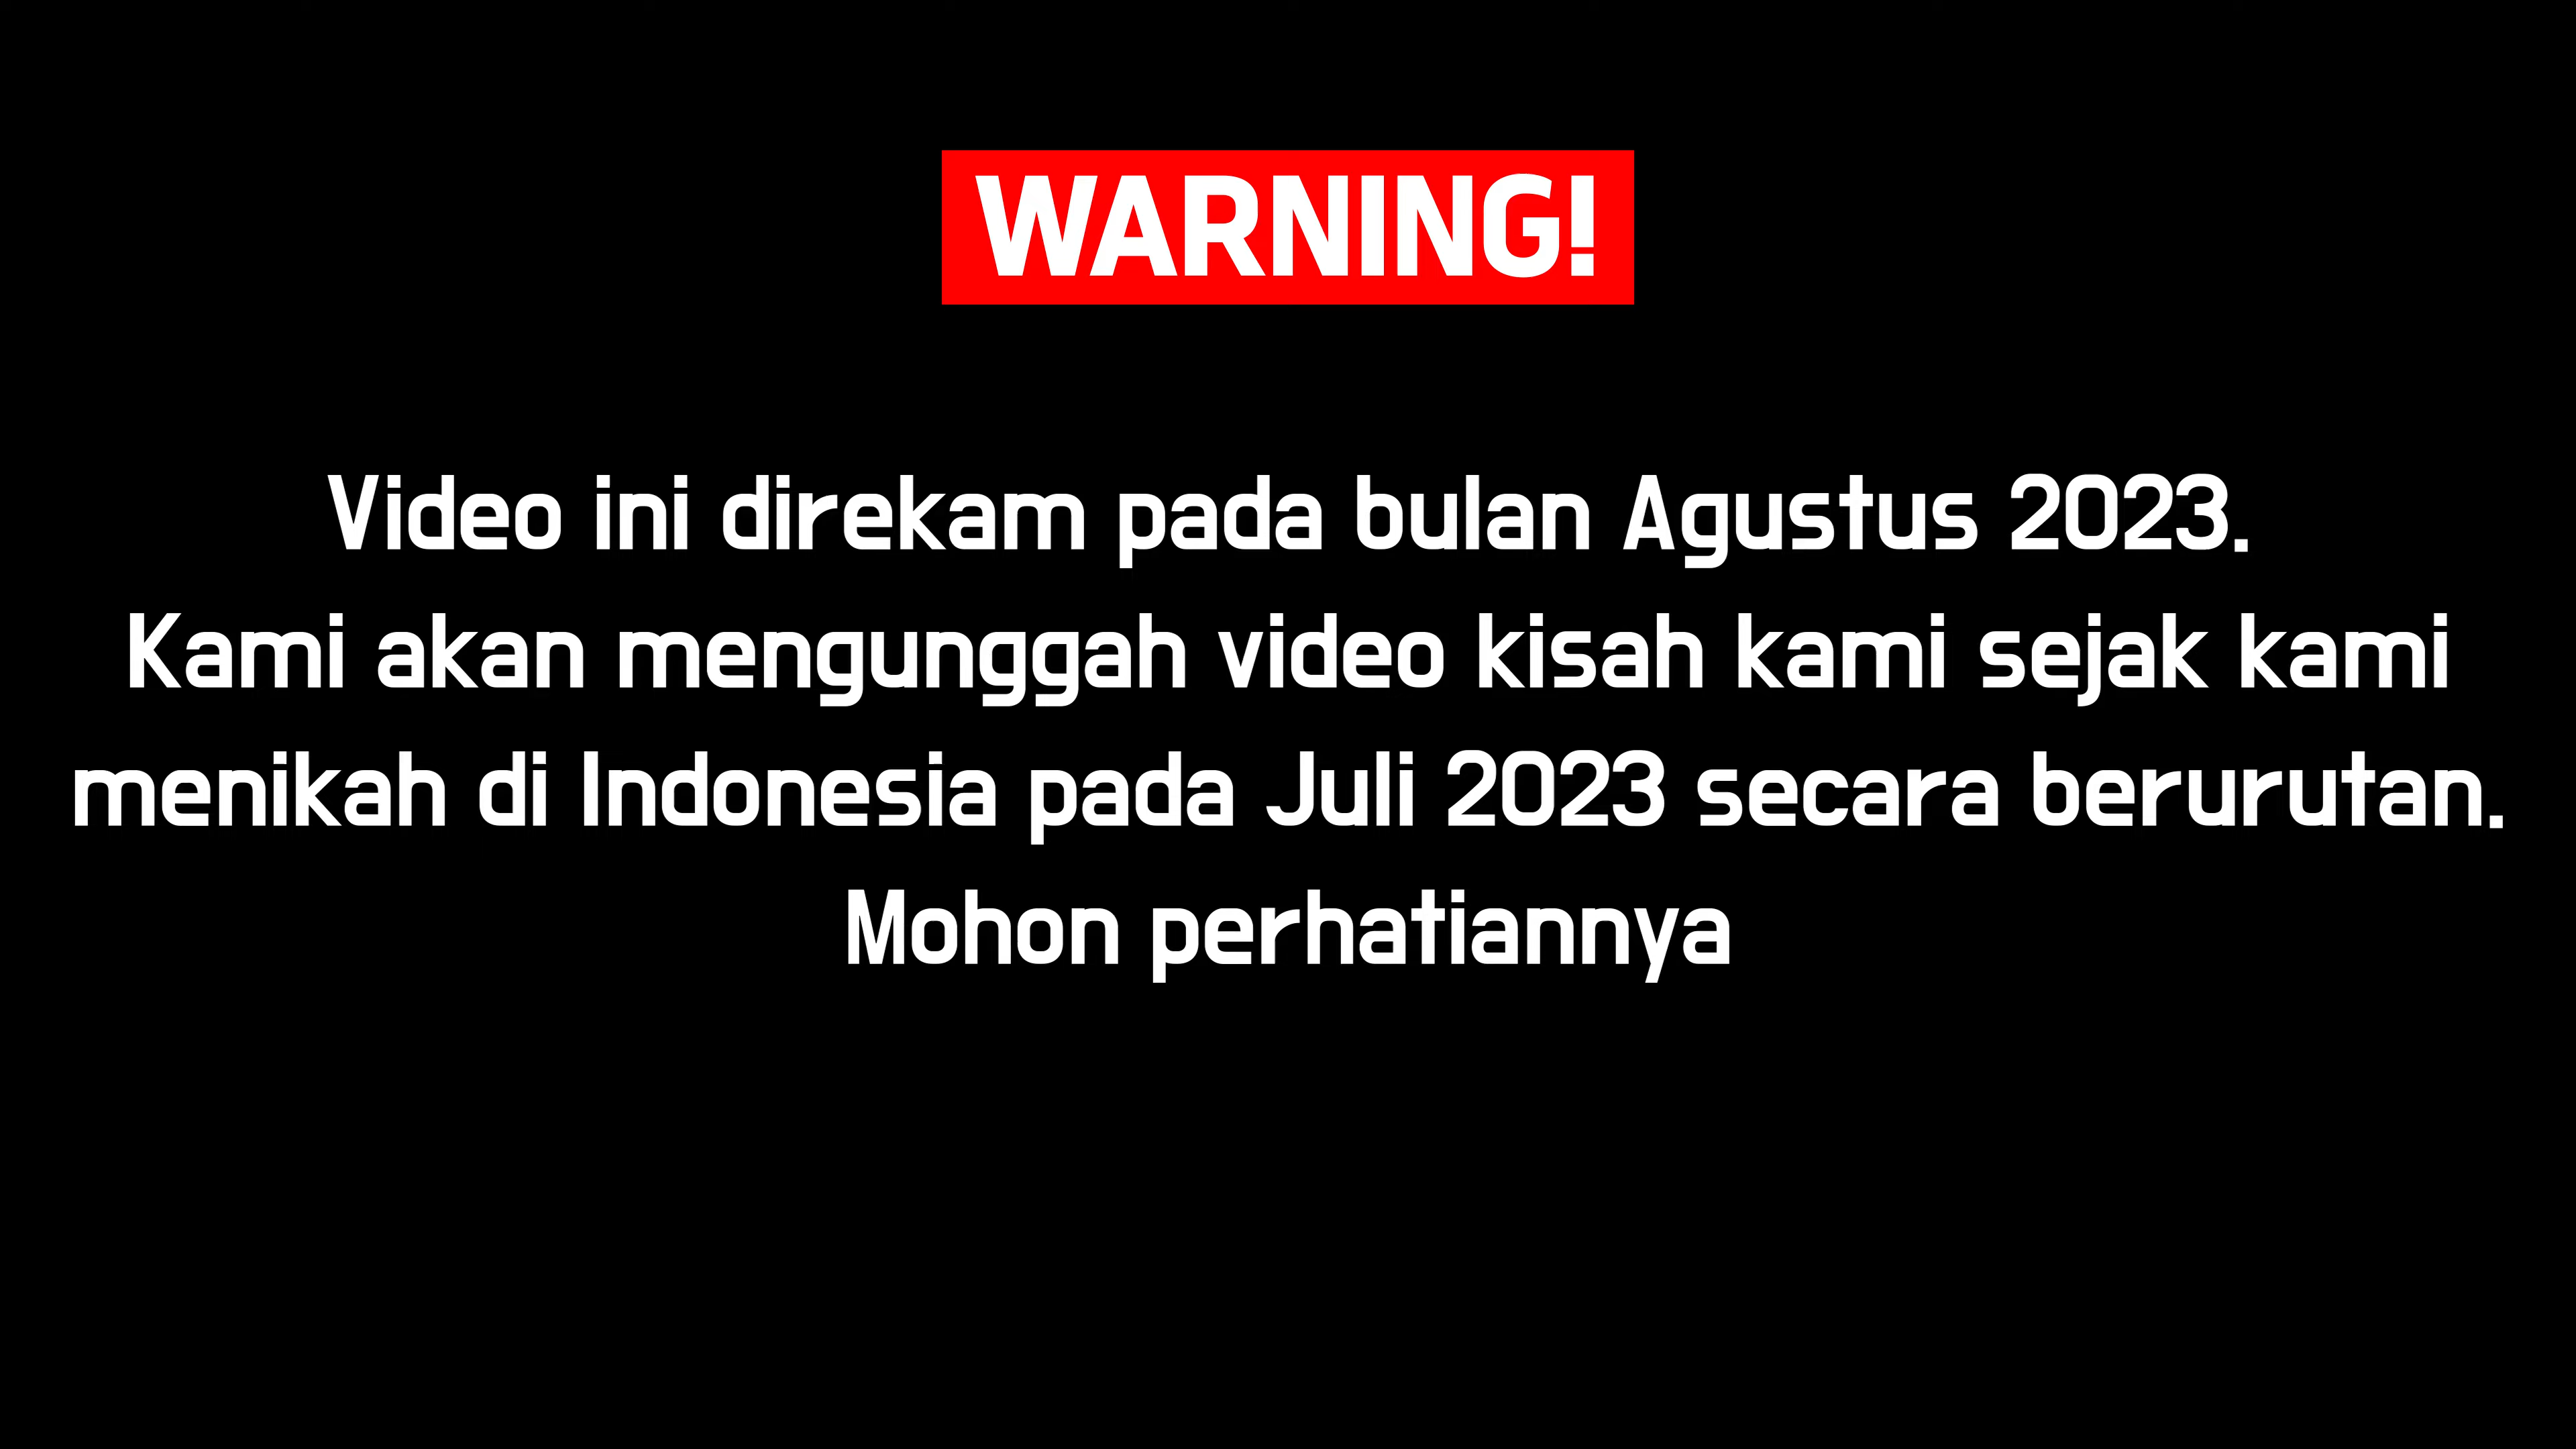 WARNING!
Video ini direkam pada bulan Agustus 2023.
Kami akan mengunggah video kisah kami sejak kami
menikah di Indonesia pada Juli 2023 secara berurutan.
Mohon perhatiannya